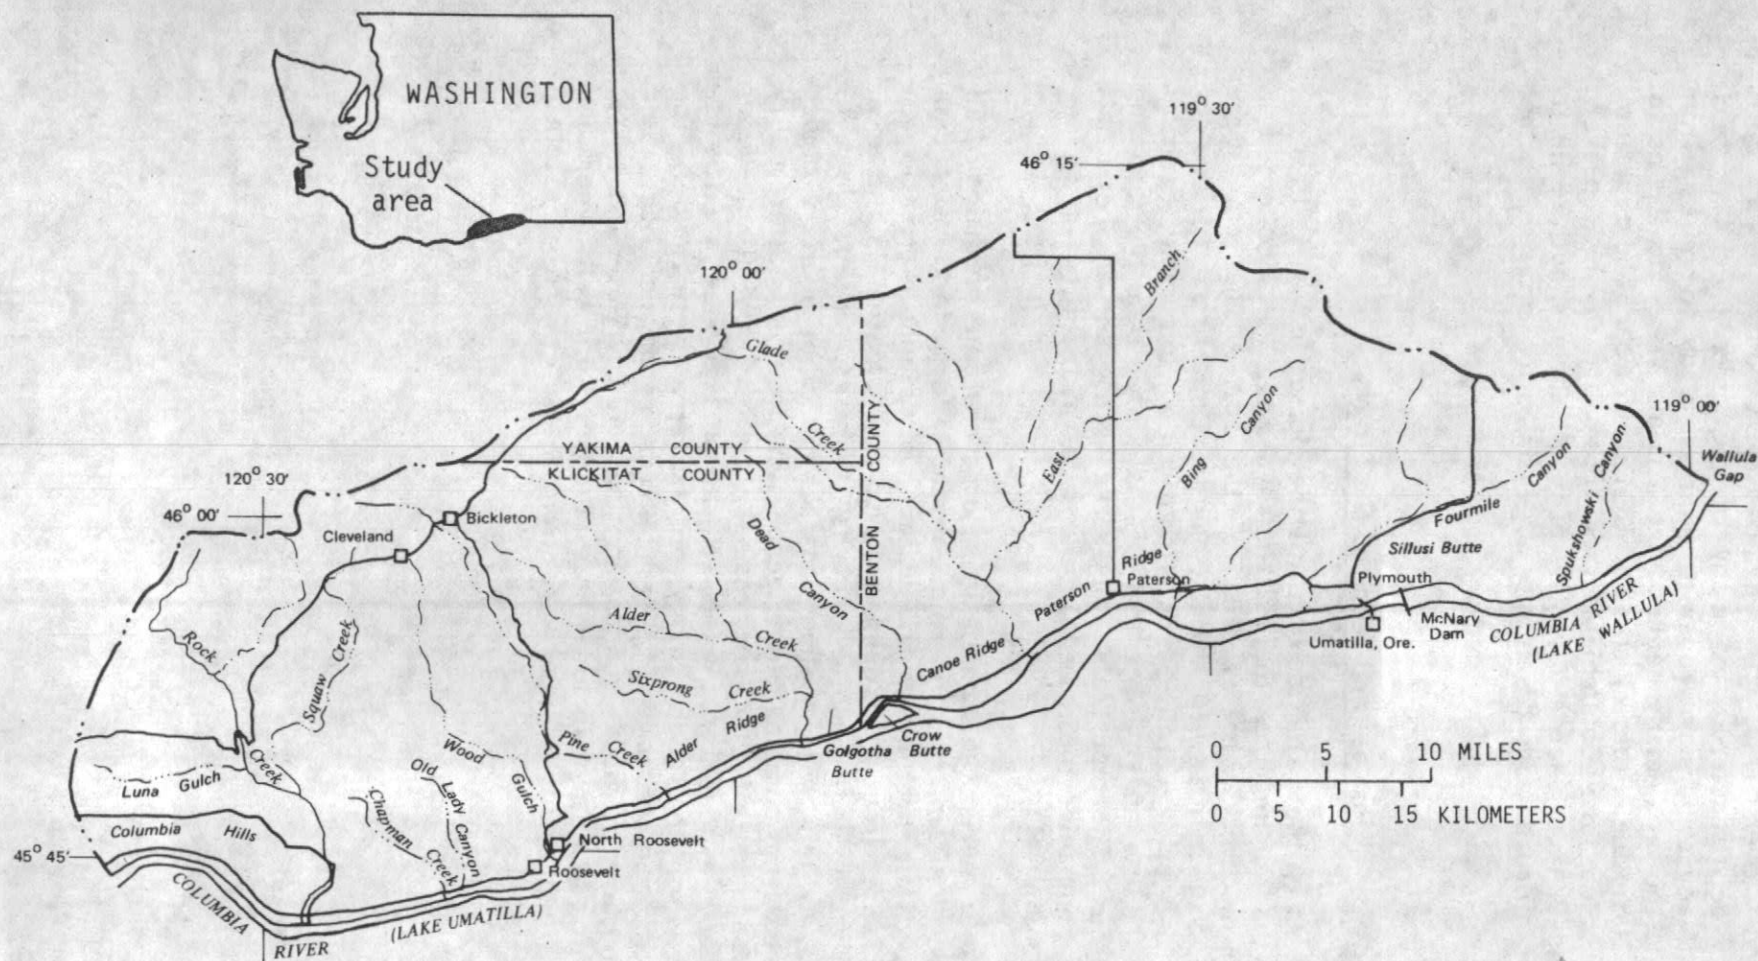 WASHINGTON
Study
area
119° 30'
46° 15'
120° 00'
Branch
Glade
119° 00'
Creek
COUNTY
Canyon
YAKIMA COUNTY
KLICKITAT COUNTY
East
Bing
Canyon
Spukshowski Canyon
Wallula
Gap
120° 30'
46° 00'
Bickleton
Cleveland
Dead
Canyon
BENTON
Fourmile
Sillusi Butte
Ridge
Paterson
Paterson
Plymouth
McNary
Dam
Umatilla, Ore.
COLUMBIA RIVER
(LAKE WALLULA)
Alder
Creek
Rock
Squaw Creek
Sixprong
Creek
Canoe Ridge
Alder Ridge
Pine
Creek
Wood
Gulch
Golgotha
Butte
Crow
Butte
Creek
Luna Gulch
Old
Lady
Canyon
Chapman
Creek
Columbia Hills
45° 45'
North Roosevelt
Roosevelt
COLUMBIA
RIVER
(LAKE UMATILLA)
0 5 10 MILES
0 5 10 15 KILOMETERS